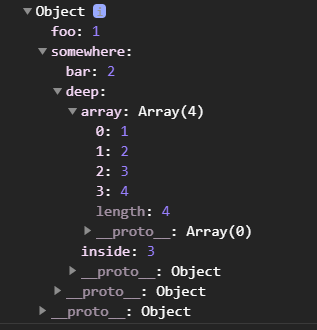 ▼Object i
foo: 1
▼somewhere:
bar: 2
▼deep:
▼array: Array(4)
0: 1
1: 2
2: 3
3: 4
length: 4
▶__proto__: Array(0)
inside: 3
▶__proto__: Object
▶__proto__: Object
▶__proto__: Object